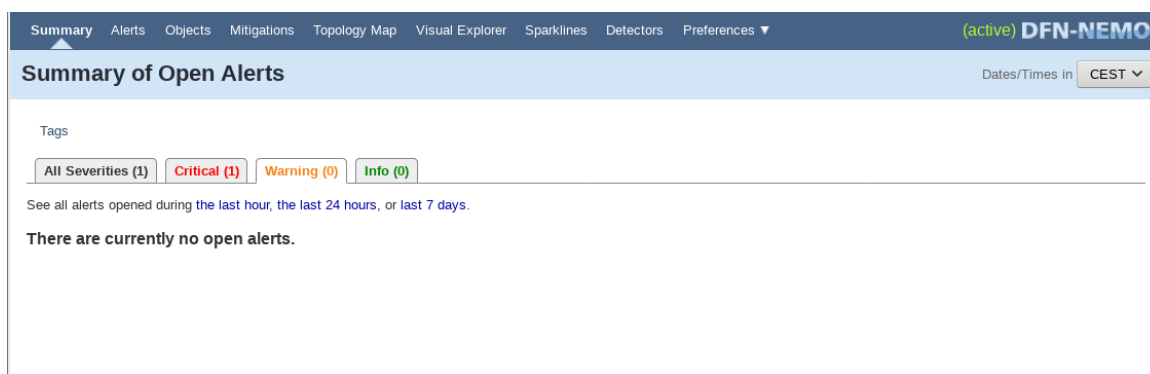 Summary Alerts Objects Mitigations Topology Map Visual Explorer Sparklines Detectors Preferences ▼ (active) DFN-NEMO
Summary of Open Alerts Dates/Times in CEST
Tags
All Severities (1) Critical (1) Warning (0) Info (0)
See all alerts opened during the last hour, the last 24 hours, or last 7 days.
There are currently no open alerts.